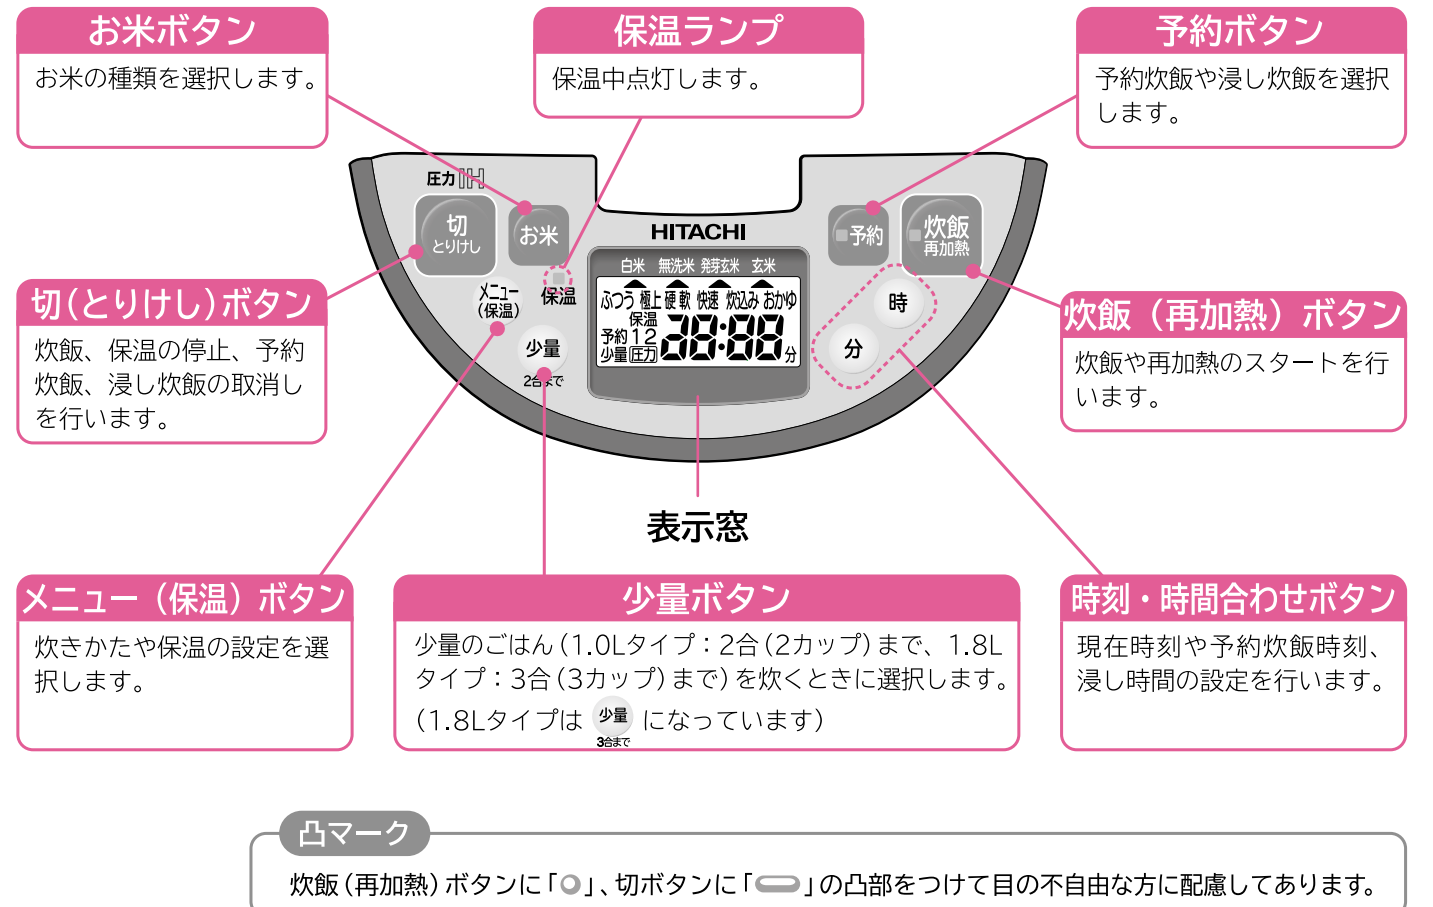 お米ボタン
お米の種類を選択します。
保温ランプ
保温中点灯します。
予約ボタン
予約炊飯や浸し炊飯を選択
します。
圧力IH
切
とりけし
お米
HITACHI
予約
炊飯
再加熱
白米 無洗米 発芽玄米 玄米
ふつう 極上 硬 軟 快速 炊込み おかゆ
保温
予約 1 2
少量 圧力 28:88 分
メニュー
(保温)
保温
少量
2合まで
時
分
切(とりけし)ボタン
炊飯、保温の停止、予約
炊飯、浸し炊飯の取消し
を行います。
炊飯(再加熱)ボタン
炊飯や再加熱のスタートを行
います。
表示窓
メニュー(保温)ボタン
炊きかたや保温の設定を選
択します。
少量ボタン
少量のごはん(1.0Lタイプ:2合(2カップ)まで、1.8L
タイプ:3合(3カップ)まで)を炊くときに選択します。
(1.8Lタイプは 少量 になっています)
3合まで
時刻・時間合わせボタン
現在時刻や予約炊飯時刻、
浸し時間の設定を行います。
凸マーク
炊飯(再加熱)ボタンに「○」、切ボタンに「⬭」の凸部をつけて目の不自由な方に配慮してあります。